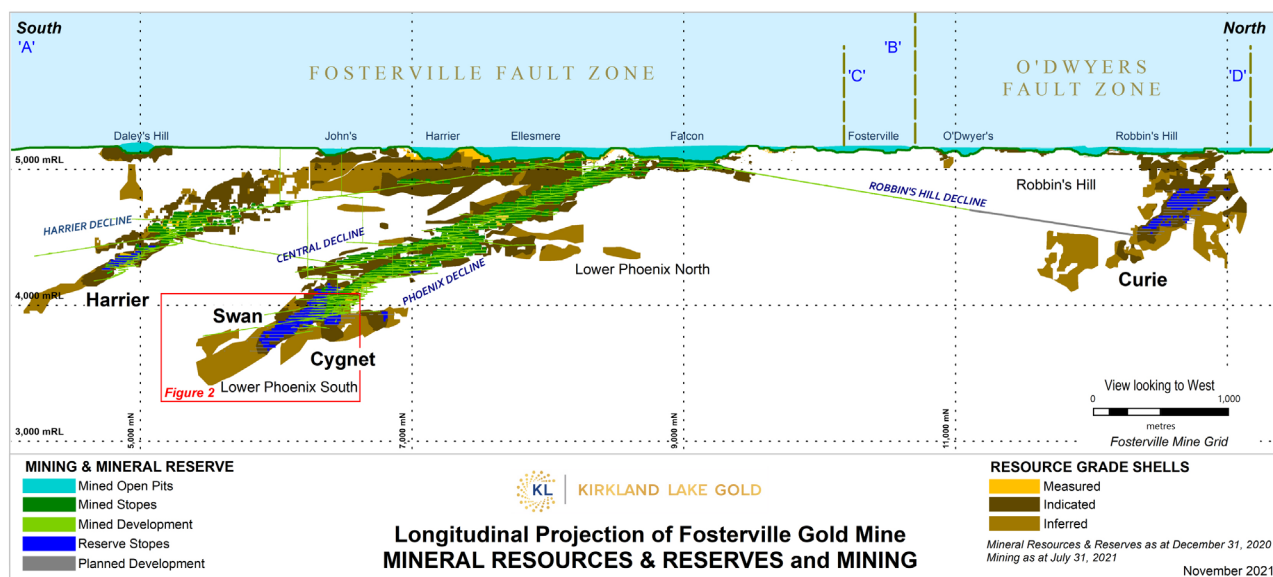 South
North
'A'
'B'
'C'
'D'
FOSTERVILLE FAULT ZONE
O'DWYERS
FAULT ZONE
Daley's Hill
John's
Harrier
Ellesmere
Falcon
Fosterville
O'Dwyer's
Robbin's Hill
5,000 mRL
Robbin's Hill
ROBBIN'S HILL DECLINE
HARRIER DECLINE
CENTRAL DECLINE
PHOENIX DECLINE
Lower Phoenix North
Curie
Harrier
4,000 mRL
Swan
Cygnet
Lower Phoenix South
Figure 2
View looking to West
0
1,000
metres
Fosterville Mine Grid
3,000 mRL
5,000 mN
7,000 mN
9,000 mN
11,000 mN
MINING & MINERAL RESERVE
Mined Open Pits
Mined Stopes
Mined Development
Reserve Stopes
Planned Development
KL KIRKLAND LAKE GOLD
Longitudinal Projection of Fosterville Gold Mine
MINERAL RESOURCES & RESERVES and MINING
RESOURCE GRADE SHELLS
Measured
Indicated
Inferred
Mineral Resources & Reserves as at December 31, 2020
Mining as at July 31, 2021
November 2021